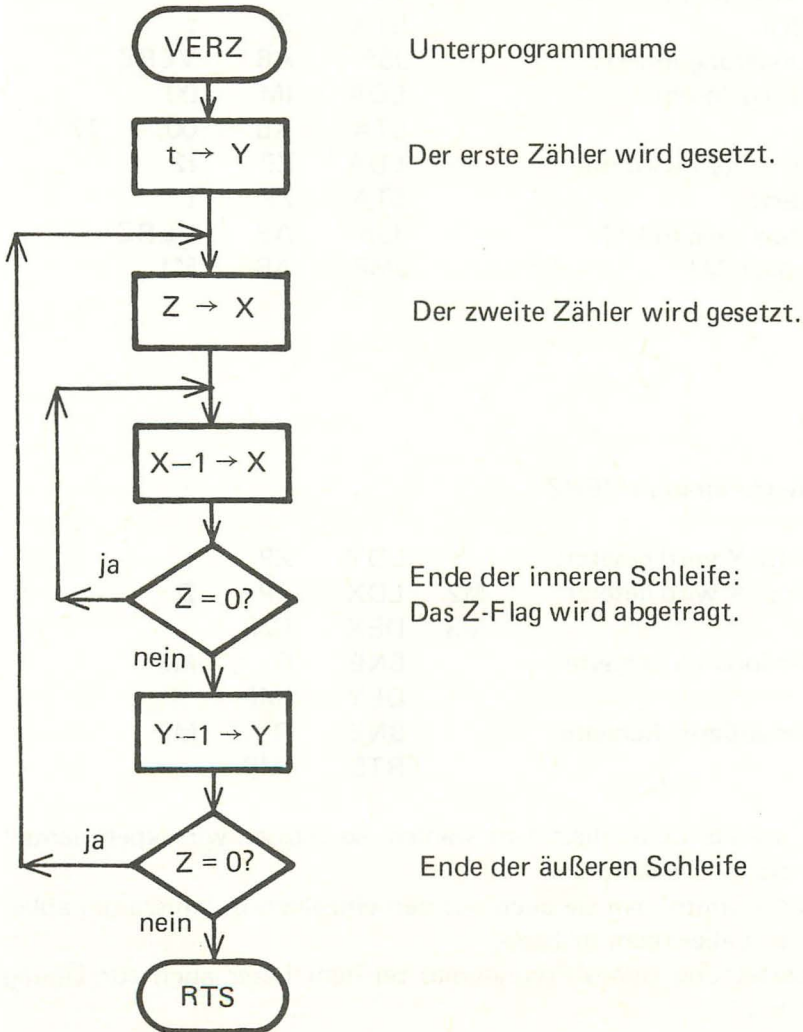 VERZ
Unterprogrammname
t → Y
Der erste Zähler wird gesetzt.
Z → X
Der zweite Zähler wird gesetzt.
X–1 → X
ja
Z = 0?
Ende der inneren Schleife:
Das Z-Flag wird abgefragt.
nein
Y–1 → Y
ja
Z = 0?
Ende der äußeren Schleife
nein
RTS